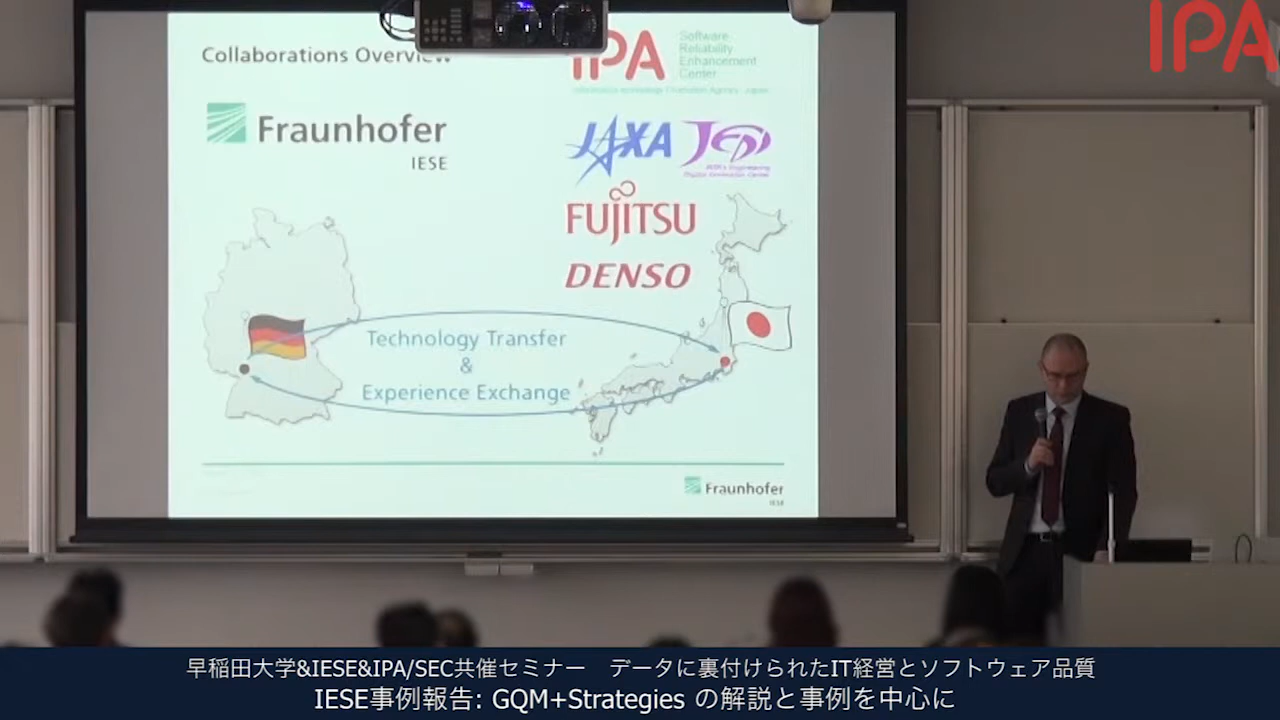 IPA
Collaborations Overview
IPA
Software
Reliability
Enhancement
Center
Fraunhofer
IESE
JAXA
JEDI
FUJITSU
DENSO
Technology Transfer
&
Experience Exchange
Fraunhofer
IESE
早稲田大学&IESE&IPA/SEC共催セミナー　データに裏付けられたIT経営とソフトウェア品質
IESE事例報告: GQM+Strategies の解説と事例を中心に